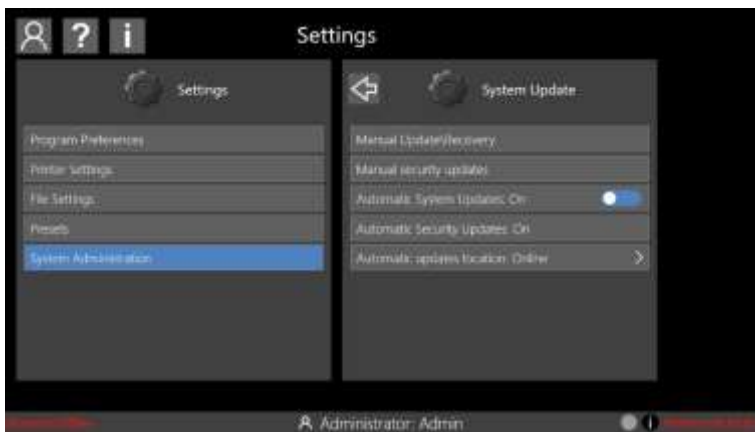 ? i Settings
Settings
System Update
Program Preferences
Printer Settings
File Settings
Presets
System Administration
Manual Update\Recovery
Manual security updates
Automatic System Updates: On
Automatic Security Updates: On
Automatic updates location: Online
Administrator: Admin